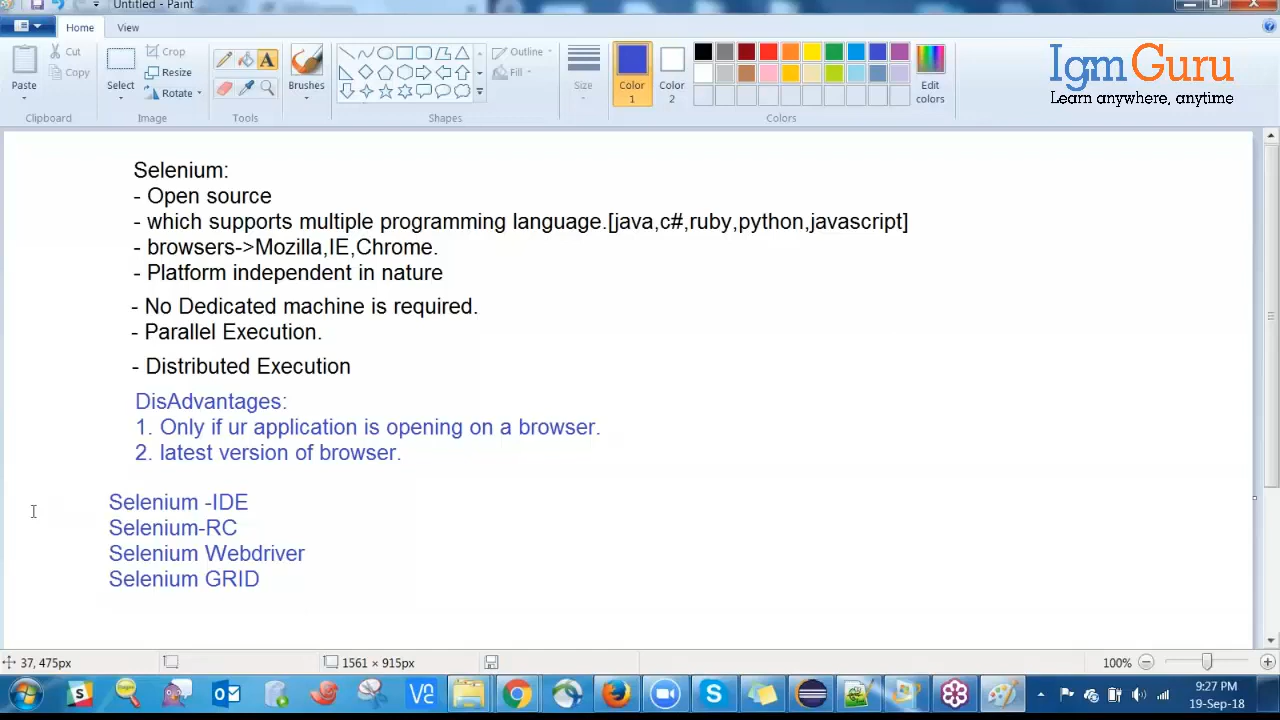 Untitled - Paint
Home
View
Paste
Cut
Copy
Clipboard
Select
Crop
Resize
Rotate
Image
Tools
Brushes
Outline
Fill
Shapes
Size
Color
1
Color
2
Edit
colors
Colors
IgmGuru
Learn anywhere, anytime
Selenium:
- Open source
- which supports multiple programming language.[java,c#,ruby,python,javascript]
- browsers->Mozilla,IE,Chrome.
- Platform independent in nature
- No Dedicated machine is required.
- Parallel Execution.
- Distributed Execution
DisAdvantages:
1. Only if ur application is opening on a browser.
2. latest version of browser.
Selenium -IDE
Selenium-RC
Selenium Webdriver
Selenium GRID
37, 475px
1561 × 915px
100%
9:27 PM
19-Sep-18